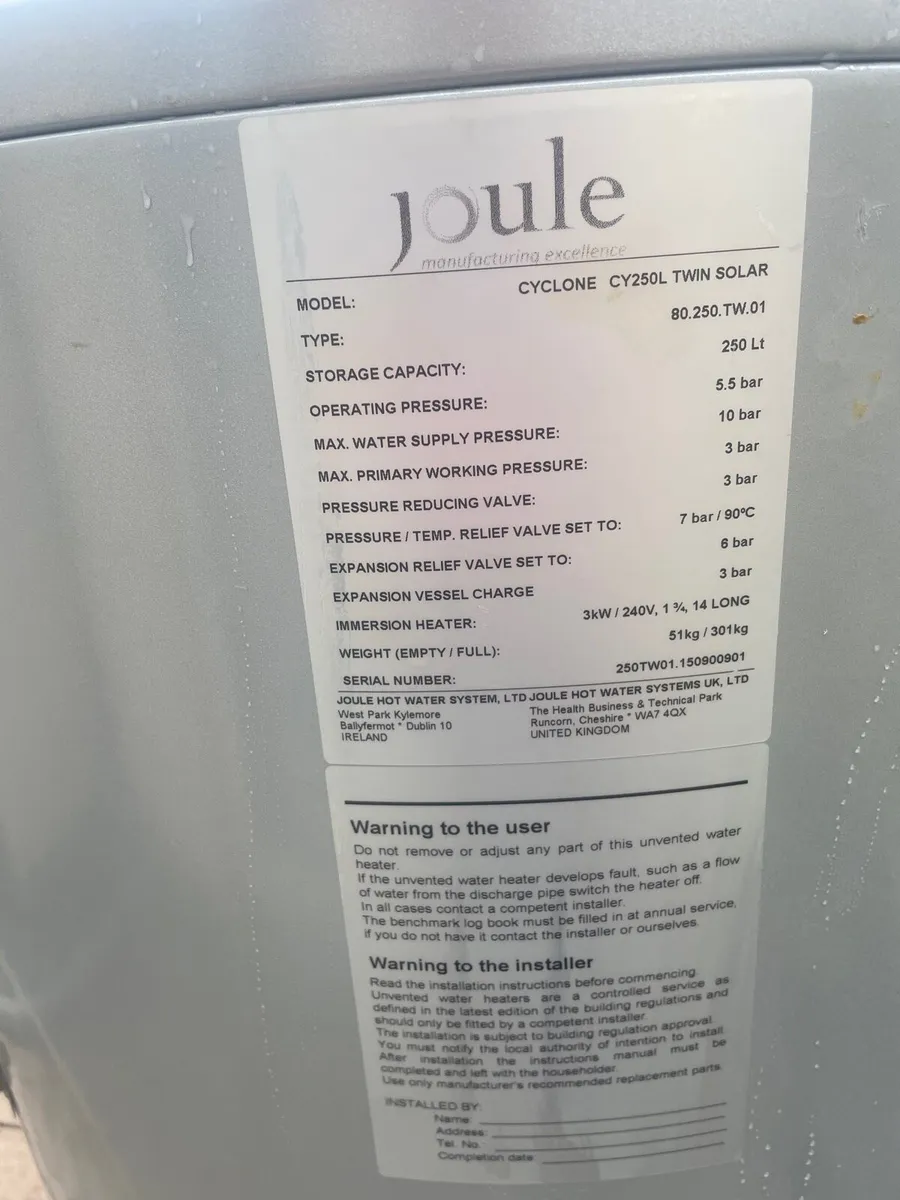 joule
manufacturing excellence
MODEL: CYCLONE CY250L TWIN SOLAR
TYPE: 80.250.TW.01
STORAGE CAPACITY: 250 Lt
OPERATING PRESSURE: 5.5 bar
MAX. WATER SUPPLY PRESSURE: 10 bar
MAX. PRIMARY WORKING PRESSURE: 3 bar
PRESSURE REDUCING VALVE: 3 bar
PRESSURE / TEMP. RELIEF VALVE SET TO: 7 bar / 90ºC
EXPANSION RELIEF VALVE SET TO: 6 bar
EXPANSION VESSEL CHARGE 3 bar
IMMERSION HEATER: 3kW / 240V, 1 ¾, 14 LONG
WEIGHT (EMPTY / FULL): 51kg / 301kg
SERIAL NUMBER: 250TW01.150900901
JOULE HOT WATER SYSTEM, LTD JOULE HOT WATER SYSTEMS UK, LTD
West Park Kylemore The Health Business & Technical Park
Ballyfermot * Dublin 10 Runcorn, Cheshire * WA7 4QX
IRELAND UNITED KINGDOM
Warning to the user
Do not remove or adjust any part of this unvented water
heater.
If the unvented water heater develops fault, such as a flow
of water from the discharge pipe switch the heater off.
In all cases contact a competent installer.
The benchmark log book must be filled in at annual service,
if you do not have it contact the installer or ourselves.
Warning to the installer
Read the installation instructions before commencing.
Unvented water heaters are a controlled service as
defined in the latest edition of the building regulations and
should only be fitted by a competent installer.
The installation is subject to building regulation approval.
You must notify the local authority of intention to install.
After installation the instructions manual must be
completed and left with the householder.
Use only manufacturer's recommended replacement parts.
INSTALLED BY:
Name:
Address:
Tel. No.
Completion date